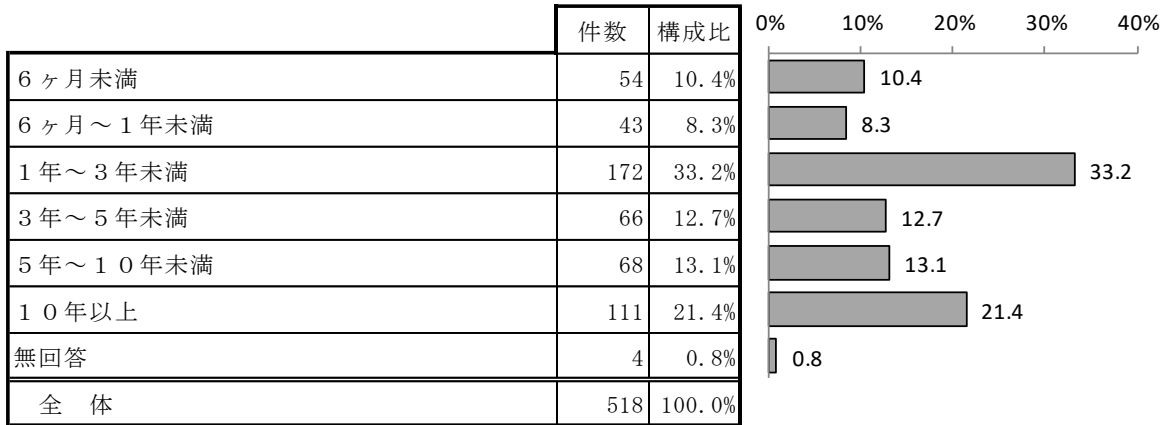 件数 構成比 0% 10% 20% 30% 40%
６ヶ月未満 54 10.4% 10.4
６ヶ月～１年未満 43 8.3% 8.3
１年～３年未満 172 33.2% 33.2
３年～５年未満 66 12.7% 12.7
５年～１０年未満 68 13.1% 13.1
１０年以上 111 21.4% 21.4
無回答 4 0.8% 0.8
全　体 518 100.0%